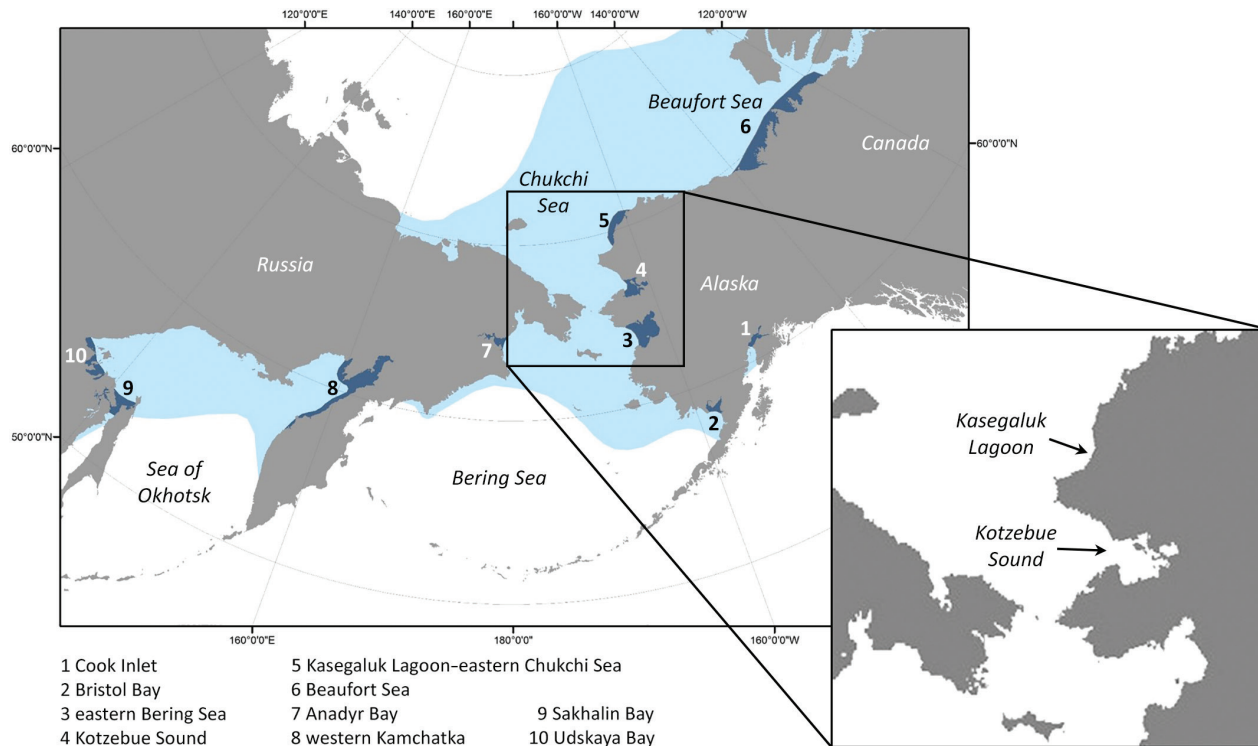 120°0'0"E 140°0'0"E 160°0'0"E 160°0'0"W 140°0'0"W 120°0'0"W
Beaufort Sea
6
Canada
60°0'0"N
60°0'0"N
Chukchi
Sea
5
4
Russia
Alaska
1
3
7
10
9
8
2
50°0'0"N
Sea of
Okhotsk
Bering Sea
160°0'0"E 180°0'0" 160°0'0"W
Kasegaluk
Lagoon
Kotzebue
Sound
1 Cook Inlet
2 Bristol Bay
3 eastern Bering Sea
4 Kotzebue Sound
5 Kasegaluk Lagoon–eastern Chukchi Sea
6 Beaufort Sea
7 Anadyr Bay
8 western Kamchatka
9 Sakhalin Bay
10 Udskaya Bay